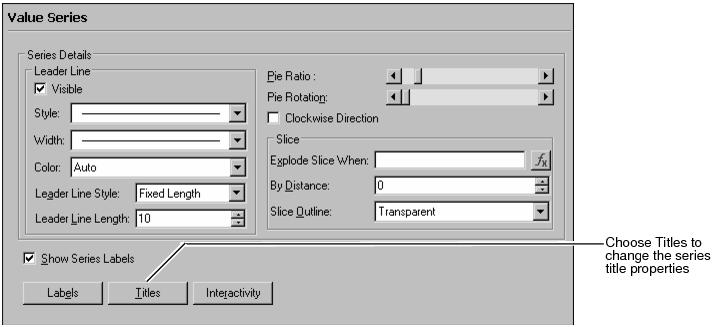 Value Series
Series Details
Leader Line
Visible
Style:
Width:
Color: Auto
Leader Line Style: Fixed Length
Leader Line Length: 10
Pie Ratio :
Pie Rotation:
Clockwise Direction
Slice
Explode Slice When: fx
By Distance: 0
Slice Outline: Transparent
Show Series Labels
Labels Titles Interactivity
Choose Titles to
change the series
title properties